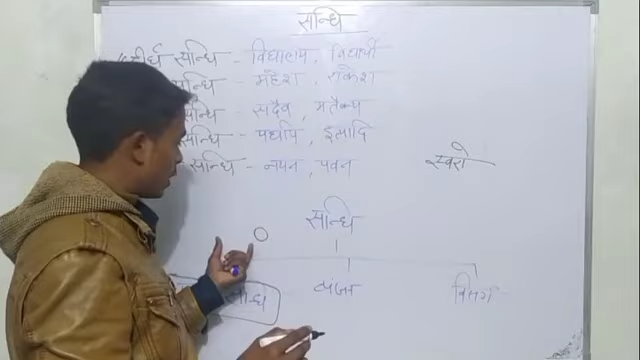 सन्धि
दीर्घ सन्धि - विद्यालय, विद्यार्थी
सन्धि - महेश, राकेश
सन्धि - सदैव, मतैक्य
सन्धि - यद्यपि, इत्यादि
सन्धि - नयन, पवन
स्वरो
सन्धि
सन्धि व्यंजन विसर्ग